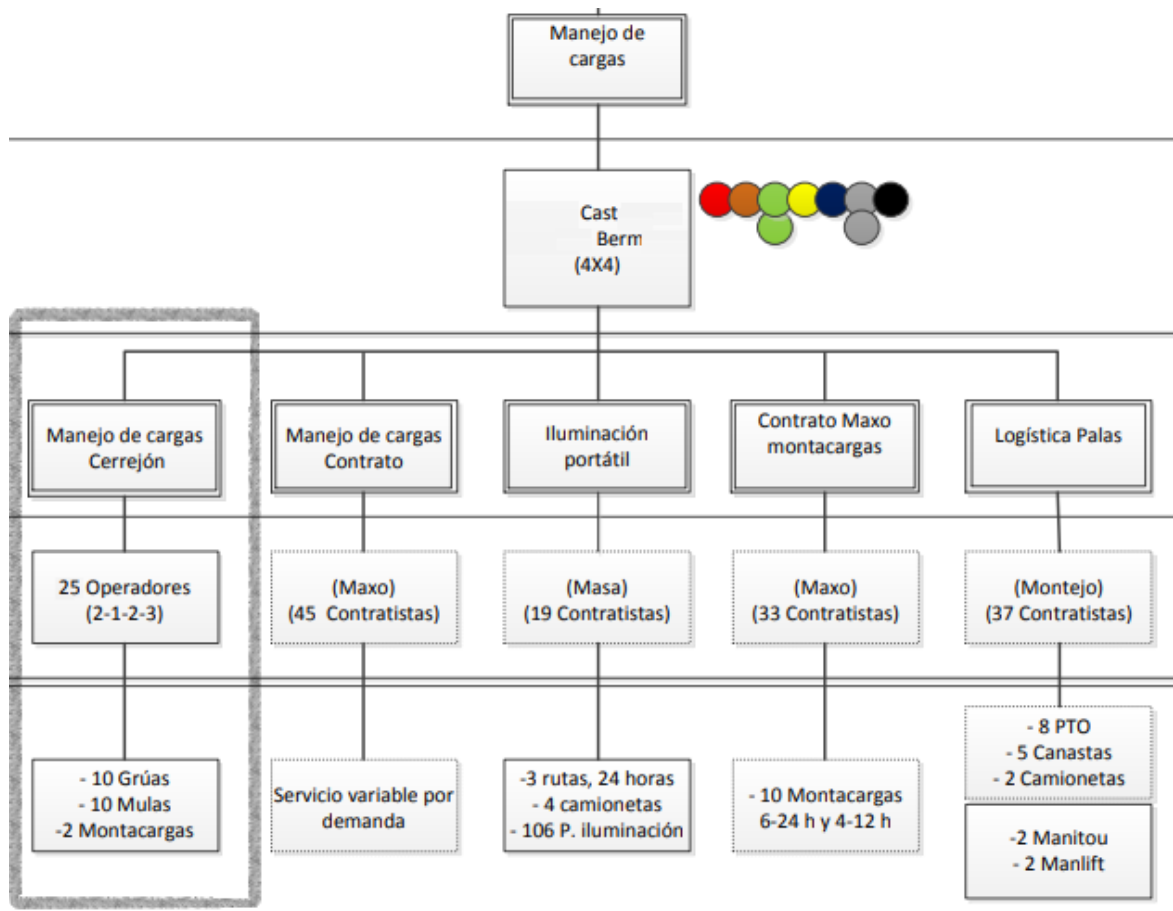 Manejo de
cargas
Cast
Berm
(4X4)
Manejo de cargas
Cerrejón
Manejo de cargas
Contrato
Iluminación
portátil
Contrato Maxo
montacargas
Logística Palas
25 Operadores
(2-1-2-3)
(Maxo)
(45 Contratistas)
(Masa)
(19 Contratistas)
(Maxo)
(33 Contratistas)
(Montejo)
(37 Contratistas)
- 10 Grúas
- 10 Mulas
-2 Montacargas
Servicio variable por
demanda
-3 rutas, 24 horas
- 4 camionetas
- 106 P. iluminación
- 10 Montacargas
6-24 h y 4-12 h
- 8 PTO
- 5 Canastas
- 2 Camionetas
-2 Manitou
- 2 Manlift